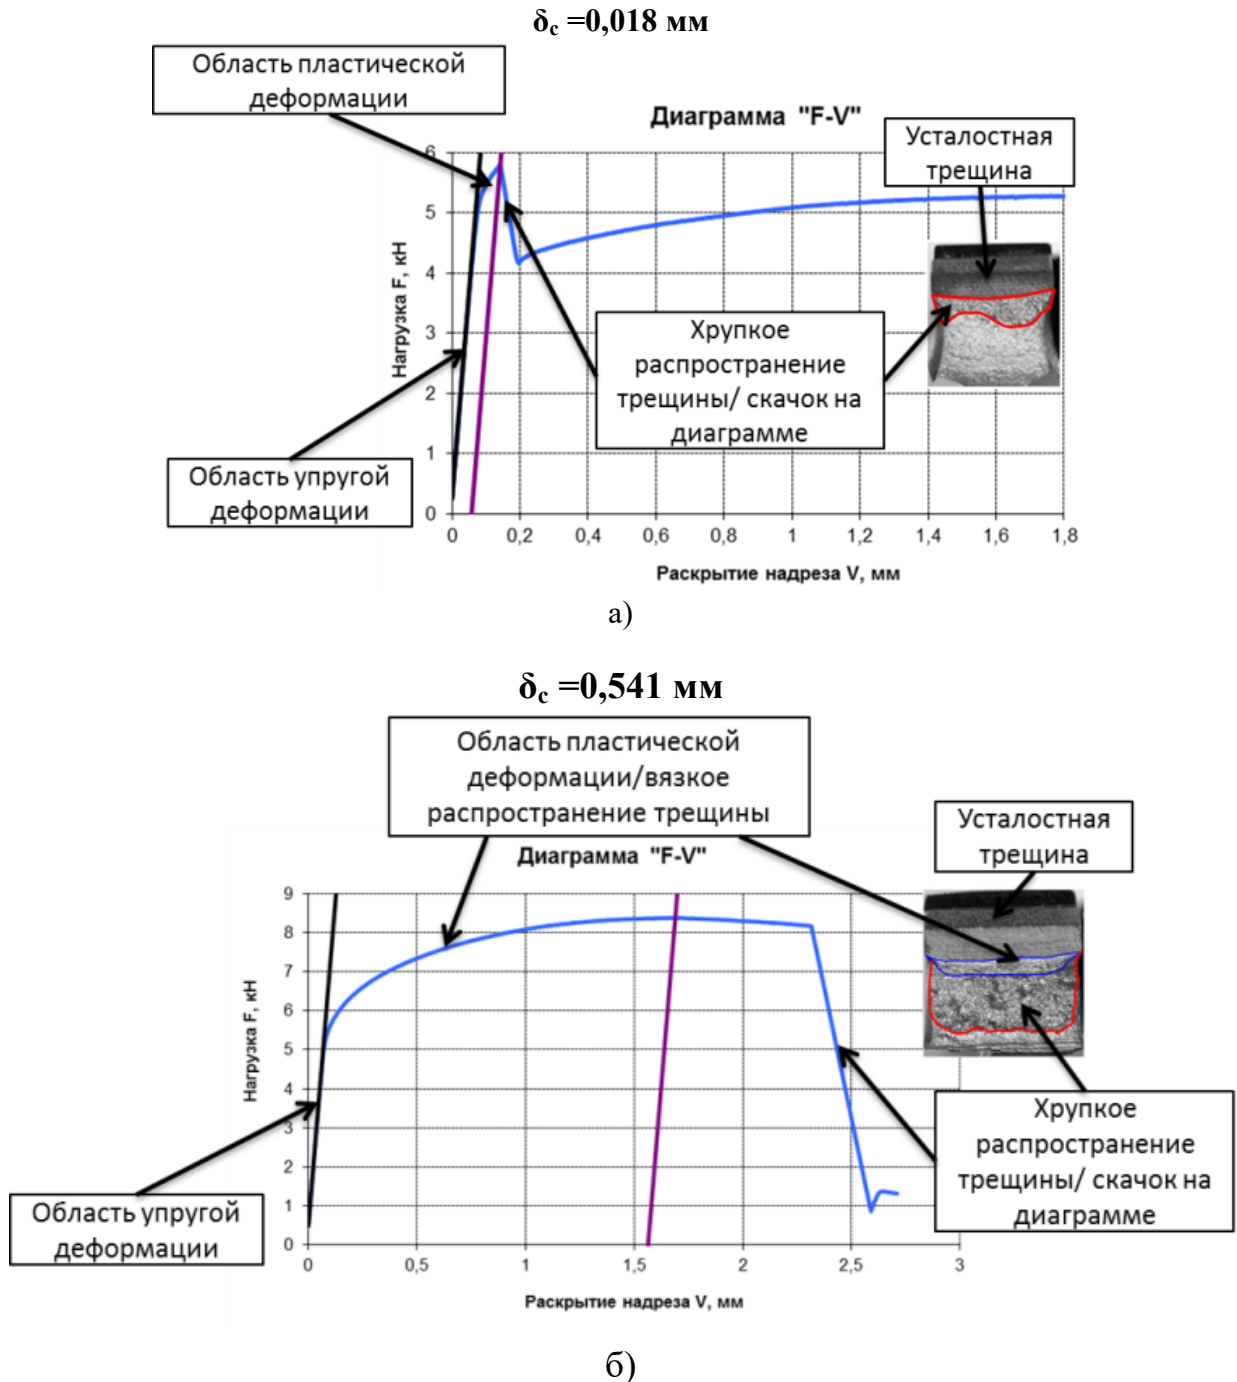 δc =0,018 мм
Область пластической
деформации
Диаграмма "F-V"
Усталостная
трещина
6
5
4
3
2
1
0
Нагрузка F, кН
Хрупкое
распространение
трещины/ скачок на
диаграмме
Область упругой
деформации
0 0,2 0,4 0,6 0,8 1 1,2 1,4 1,6 1,8
Раскрытие надреза V, мм
а)
δc =0,541 мм
Область пластической
деформации/вязкое
распространение трещины
Усталостная
трещина
Диаграмма "F-V"
9
8
7
6
5
4
3
2
1
0
Нагрузка F, кН
Хрупкое
распространение
трещины/ скачок на
диаграмме
Область упругой
деформации
0 0,5 1 1,5 2 2,5 3
Раскрытие надреза V, мм
б)